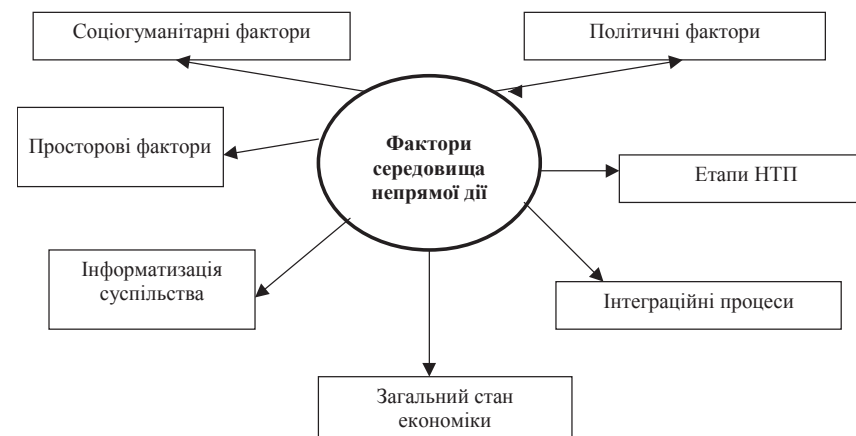 Соціогуманітарні фактори
Політичні фактори
Просторові фактори
Фактори
середовища
непрямої дії
Етапи НТП
Інформатизація
суспільства
Інтеграційні процеси
Загальний стан
економіки